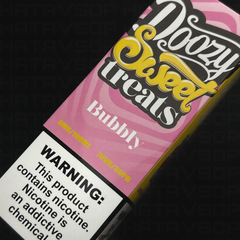 Doozy
Sweet
treats
Bubbly
WARNING:
This product
contains nicotine.
Nicotine is
an addictive
chemical